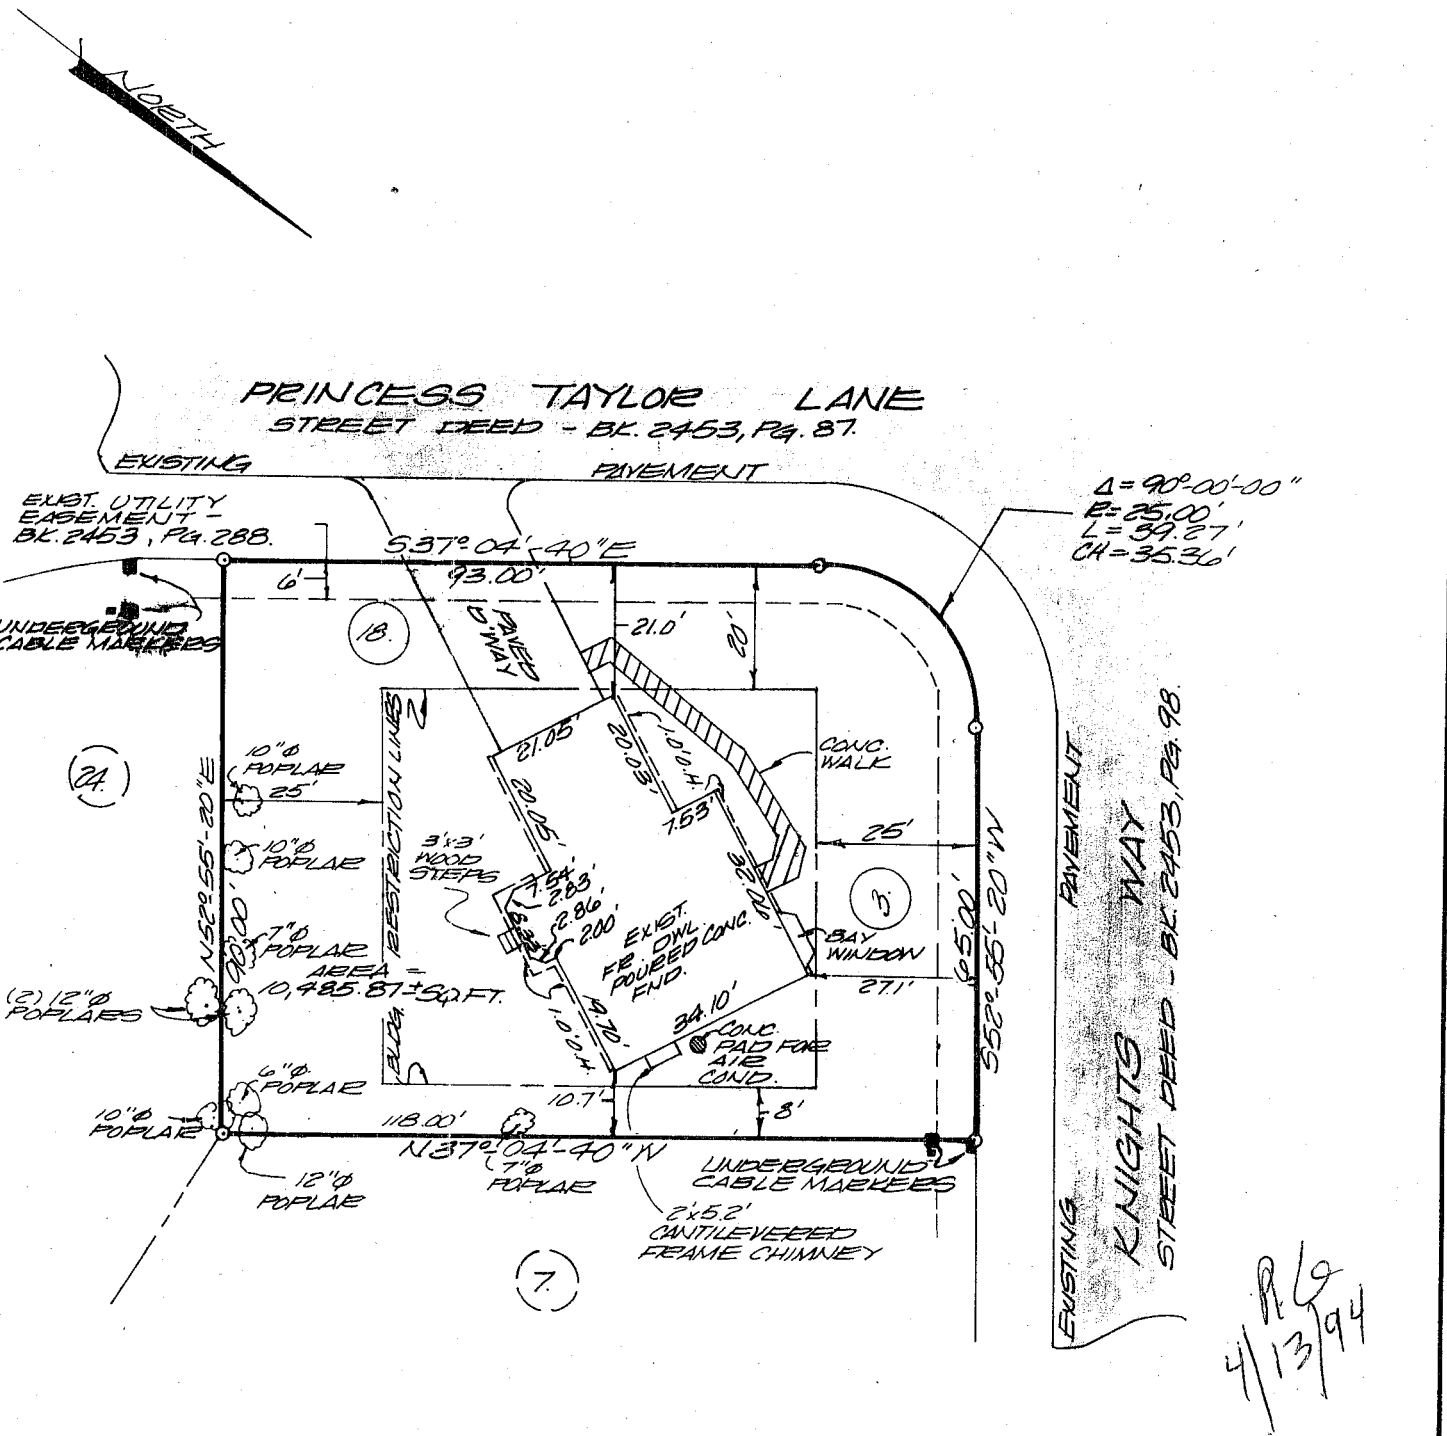 NORTH
PRINCESS TAYLOR LANE
STREET DEED - BK. 2453, PG. 87.
EXISTING
PAVEMENT
EXIST. UTILITY
EASEMENT -
BK. 2453, PG. 288.
Δ = 90°-00'-00"
R = 25.00'
L = 39.27'
CH = 35.36'
S37°-04'-40"E
93.00'
6'
UNDERGROUND
CABLE MARKERS
18.
PAVED
D'WAY
21.0'
20'
24.
N52°-55'-20"E
90.00'
10"Ø
POPLAR
25'
10"Ø
POPLAR
7"Ø
POPLAR
AREA =
10,485.87± SQ. FT.
(2) 12"Ø
POPLARS
6"Ø
POPLAR
10"Ø
POPLAR
12"Ø
POPLAR
BLDG. RESTRICTION LINES
21.05'
20.03'
1.0' O.H.
7.53'
20.05'
3'x3'
WOOD
STEPS
7.54'
2.83'
8.32'
2.86'
2.00'
EXIST.
FR. DWL.
POURED CONC.
FND.
32.06'
19.70'
1.0' O.H.
34.10'
CONC.
WALK
25'
3.
BAY
WINDOW
27.1'
CONC.
PAD FOR
AIR
COND.
65.00'
S52°-55'-20"W
10.7'
8'
118.00'
N37°-04'-40"W
7"Ø
POPLAR
UNDERGROUND
CABLE MARKERS
2'x5.2'
CANTILEVERED
FRAME CHIMNEY
7.
EXISTING
PAVEMENT
KNIGHTS WAY
STREET DEED - BK. 2453, PG. 98.
4/13/94